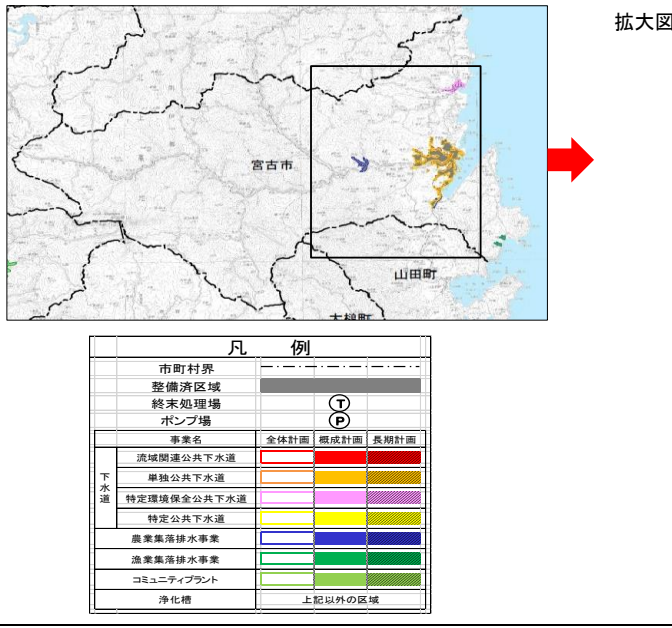 拡大図
宮古市
山田町
大槌町
凡 例
市町村界
整備済区域
終末処理場 T
ポンプ場 P
事業名 全体計画 概成計画 長期計画
下水道
流域関連公共下水道
単独公共下水道
特定環境保全公共下水道
特定公共下水道
農業集落排水事業
漁業集落排水事業
コミュニティプラント
浄化槽 上記以外の区域